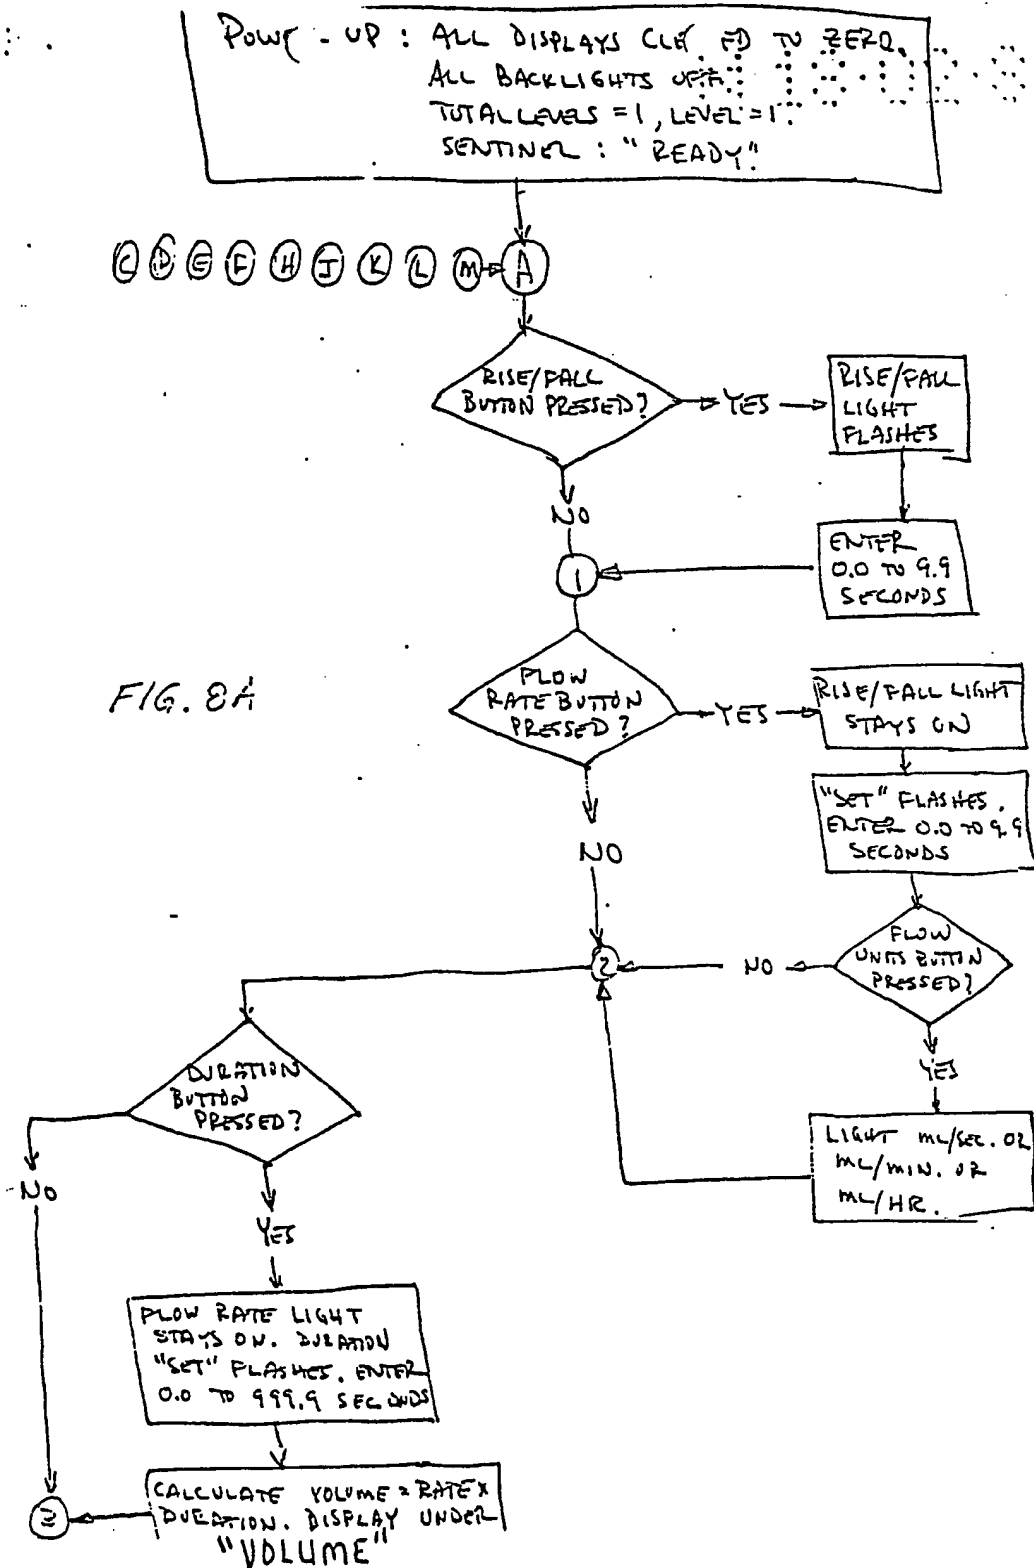 - UP : ALL DISPLAYS TO ZERO.
ALL BACKLIGHTS
TOTAL LEVELS = 1, LEVEL = 1.
SENTINEL : "READY"
C D E F H J K L M A
RISE/FALL
BUTTON PRESSED?
YES
RISE/FALL
LIGHT
FLASHES
NO
ENTER
0.0 TO 9.9
SECONDS
1
FIG. 8A
FLOW
RATE BUTTON
PRESSED?
YES
RISE/FALL LIGHT
STAYS ON
"SET" FLASHES.
ENTER 0.0 TO 9.9
SECONDS
NO
FLOW
UNITS BUTTON
PRESSED?
NO
2
YES
DURATION
BUTTON
PRESSED?
LIGHT ML/SEC. OR
ML/MIN. OR
ML/HR.
NO
YES
FLOW RATE LIGHT
STAYS ON. DURATION
"SET" FLASHES. ENTER
0.0 TO 999.9 SECONDS
CALCULATE VOLUME = RATE X
DURATION. DISPLAY UNDER
"VOLUME"